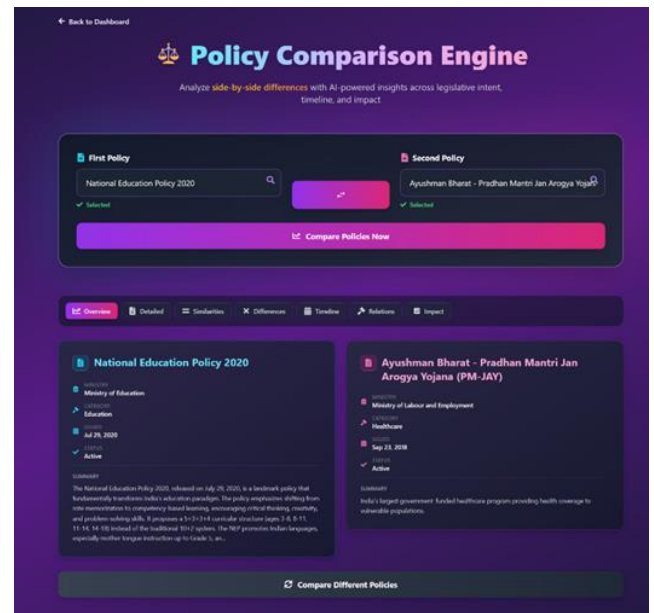 Back to Dashboard
Policy Comparison Engine
Analyze side-by-side differences with AI-powered insights across legislative intent,
timeline, and impact
First Policy
National Education Policy 2020
Selected
Second Policy
Ayushman Bharat - Pradhan Mantri Jan Arogya Yojan
Selected
Compare Policies Now
Overview Detailed Similarities Differences Timeline Relations Impact
National Education Policy 2020
MINISTRY
Ministry of Education
CATEGORY
Education
ISSUED
Jul 29, 2020
STATUS
Active
SUMMARY
The National Education Policy 2020, released on July 29, 2020, is a landmark policy that
fundamentally transforms India's education paradigm. The policy emphasizes shifting from
rote memorization to competency-based learning, encouraging critical thinking, creativity,
and problem-solving skills. It proposes a 5+3+3+4 curricular structure (ages 3-8, 8-11,
11-14, 14-18) instead of the traditional 10+2 system. The NEP promotes Indian languages,
especially mother tongue instruction up to Grade 5, an...
Ayushman Bharat - Pradhan Mantri Jan
Arogya Yojana (PM-JAY)
MINISTRY
Ministry of Labour and Employment
CATEGORY
Healthcare
ISSUED
Sep 23, 2018
STATUS
Active
SUMMARY
India's largest government-funded healthcare program providing health coverage to
vulnerable populations.
Compare Different Policies